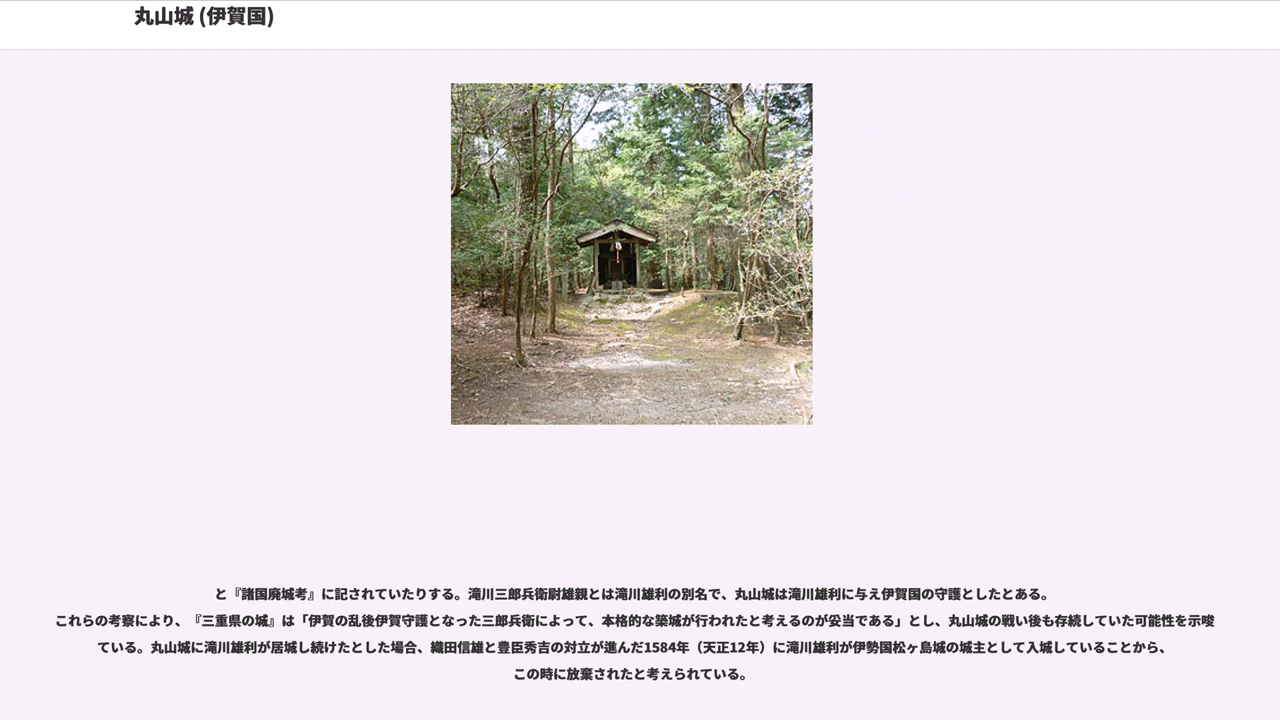 丸山城 (伊賀国)
と『諸国廃城考』に記されていたりする。滝川三郎兵衛尉雄親とは滝川雄利の別名で、丸山城は滝川雄利に与え伊賀国の守護としたとある。
これらの考察により、『三重県の城』は「伊賀の乱後伊賀守護となった三郎兵衛によって、本格的な築城が行われたと考えるのが妥当である」とし、丸山城の戦い後も存続していた可能性を示唆
ている。丸山城に滝川雄利が居城し続けたとした場合、織田信雄と豊臣秀吉の対立が進んだ1584年（天正12年）に滝川雄利が伊勢国松ヶ島城の城主として入城していることから、
この時に放棄されたと考えられている。